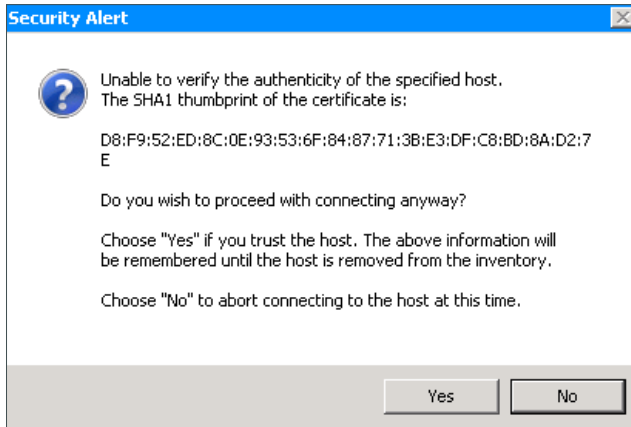 Security Alert
Unable to verify the authenticity of the specified host.
The SHA1 thumbprint of the certificate is:
D8:F9:52:ED:8C:0E:93:53:6F:84:87:71:3B:E3:DF:C8:BD:8A:D2:7
E
Do you wish to proceed with connecting anyway?
Choose "Yes" if you trust the host. The above information will
be remembered until the host is removed from the inventory.
Choose "No" to abort connecting to the host at this time.
Yes
No